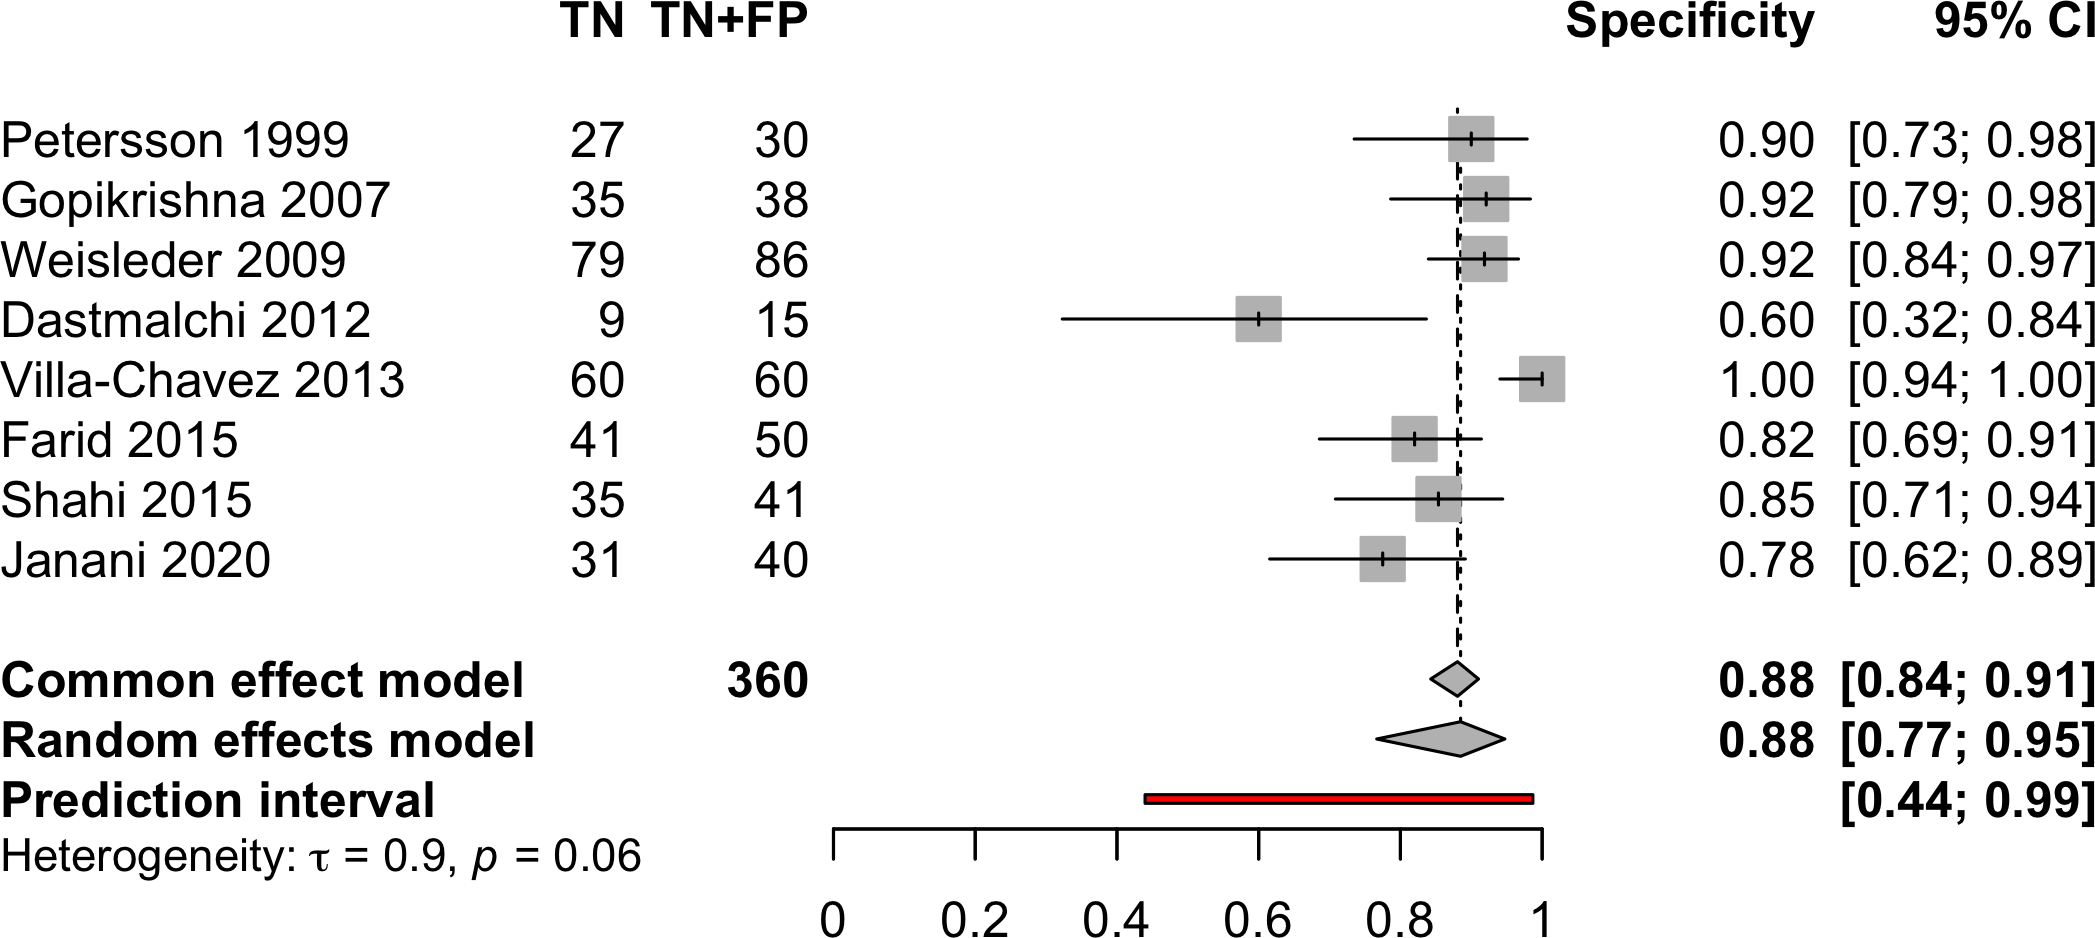 TN TN+FP Specificity 95% CI
Petersson 1999 27 30 0.90 [0.73; 0.98]
Gopikrishna 2007 35 38 0.92 [0.79; 0.98]
Weisleder 2009 79 86 0.92 [0.84; 0.97]
Dastmalchi 2012 9 15 0.60 [0.32; 0.84]
Villa-Chavez 2013 60 60 1.00 [0.94; 1.00]
Farid 2015 41 50 0.82 [0.69; 0.91]
Shahi 2015 35 41 0.85 [0.71; 0.94]
Janani 2020 31 40 0.78 [0.62; 0.89]
Common effect model 360 0.88 [0.84; 0.91]
Random effects model 0.88 [0.77; 0.95]
Prediction interval [0.44; 0.99]
Heterogeneity: τ = 0.9, p = 0.06
0 0.2 0.4 0.6 0.8 1